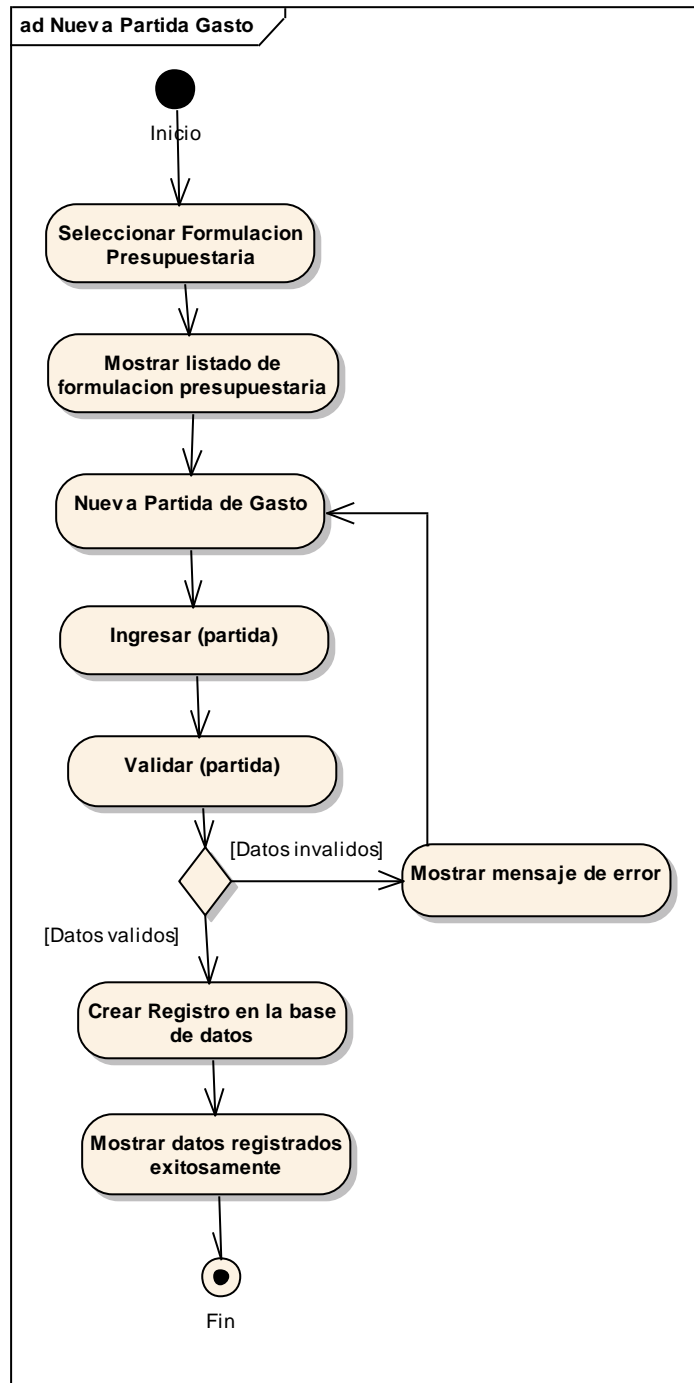 ad Nueva Partida Gasto
Inicio
Seleccionar Formulacion
Presupuestaria
Mostrar listado de
formulacion presupuestaria
Nueva Partida de Gasto
Ingresar (partida)
Validar (partida)
[Datos invalidos]
Mostrar mensaje de error
[Datos validos]
Crear Registro en la base
de datos
Mostrar datos registrados
exitosamente
Fin